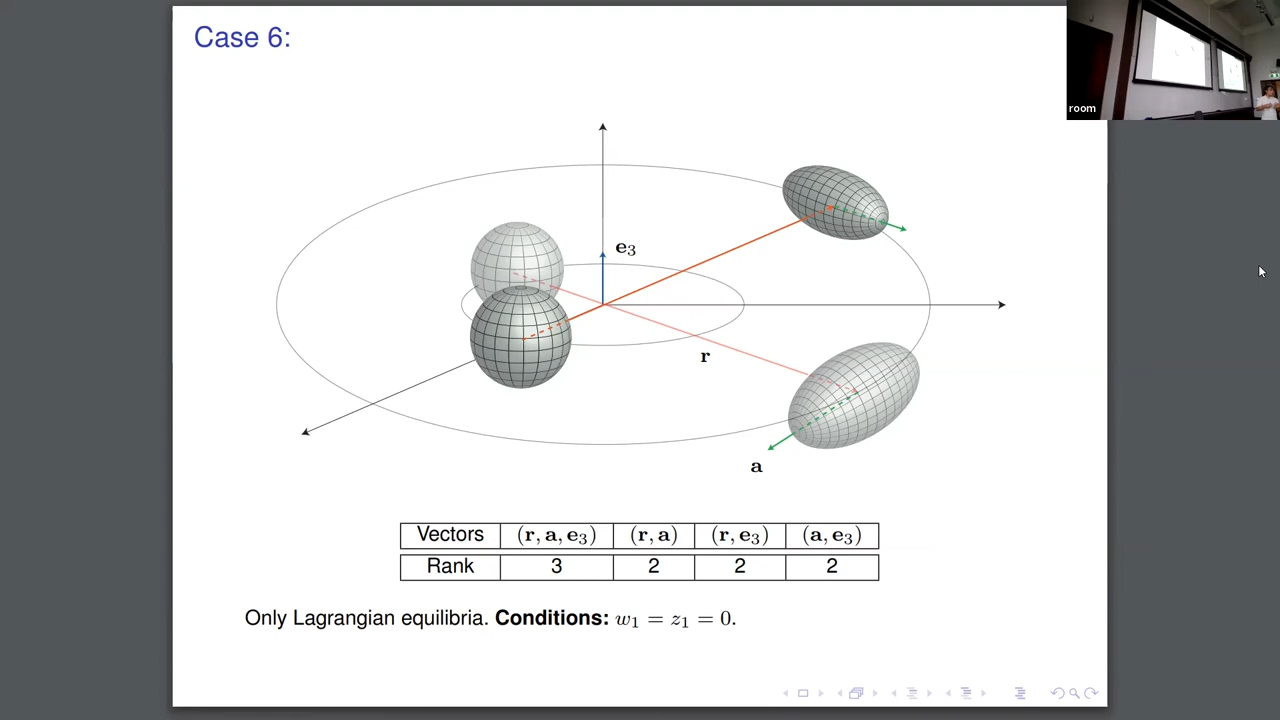 Case 6:
room
e3
r
a
Vectors (r, a, e3) (r, a) (r, e3) (a, e3)
Rank 3 2 2 2
Only Lagrangian equilibria. Conditions: w1 = z1 = 0.